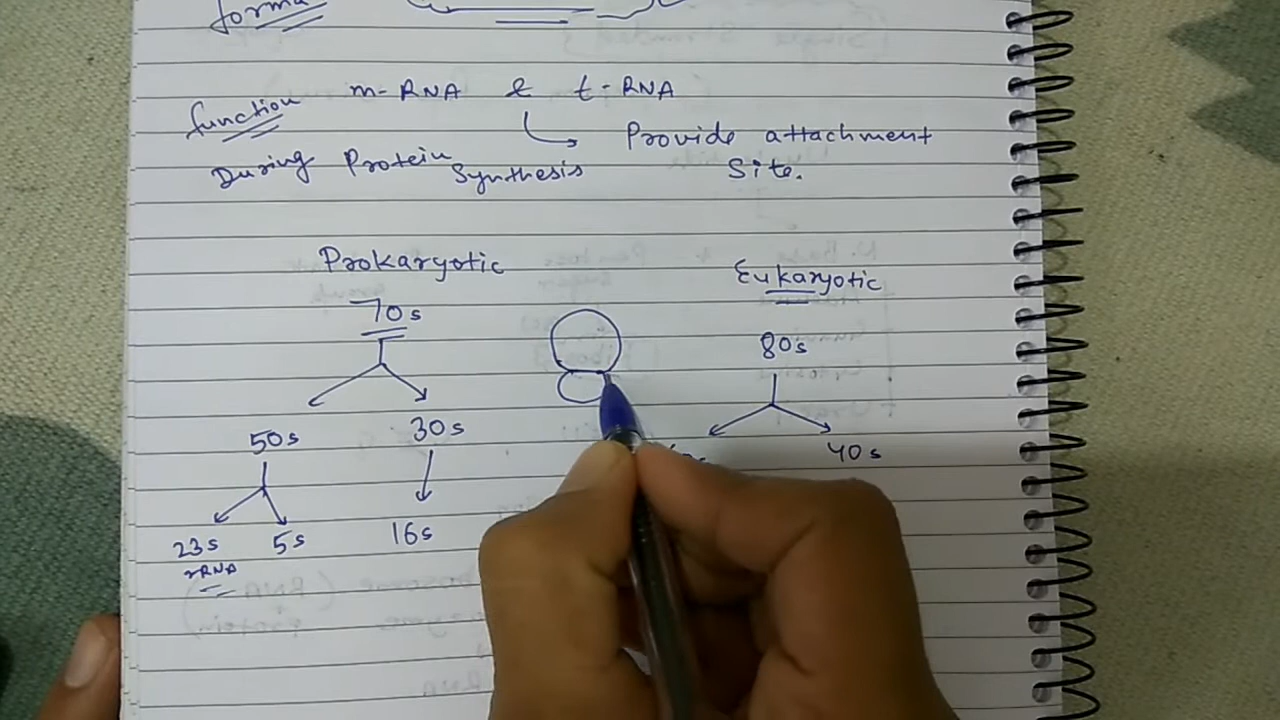 forma
function m-RNA & t-RNA
Provide attachment
During Protein Synthesis Site.
Prokaryotic Eukaryotic
70s 80s
50s 30s 40s
23s 5s 16s
rRNA